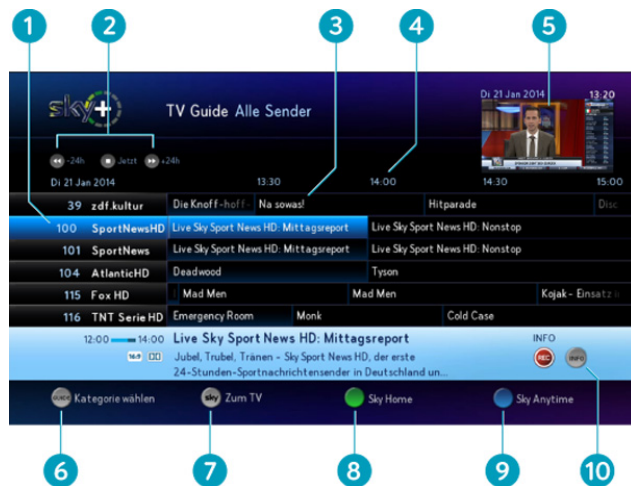 1 2 3 4 5
sky+ TV Guide Alle Sender
Di 21 Jan 2014 13:20
-24h Jetzt +24h
Di 21 Jan 2014 13:30 14:00 14:30 15:00
39 zdf.kultur Die Knoff-hoff- Na sowas! Hitparade Disc
100 SportNewsHD Live Sky Sport News HD: Mittagsreport Live Sky Sport News HD: Nonstop
101 SportNews Live Sky Sport News HD: Mittagsreport Live Sky Sport News HD: Nonstop
104 AtlanticHD Deadwood Tyson
115 Fox HD Mad Men Mad Men Kojak - Einsatz i
116 TNT Serie HD Emergency Room Monk Cold Case
12:00 14:00 Live Sky Sport News HD: Mittagsreport INFO
16:9 Jubel, Trubel, Tränen - Sky Sport News HD, der erste REC INFO
24-Stunden-Sportnachrichtensender in Deutschland un...
GUIDE Kategorie wählen sky Zum TV Sky Home Sky Anytime
6 7 8 9 10